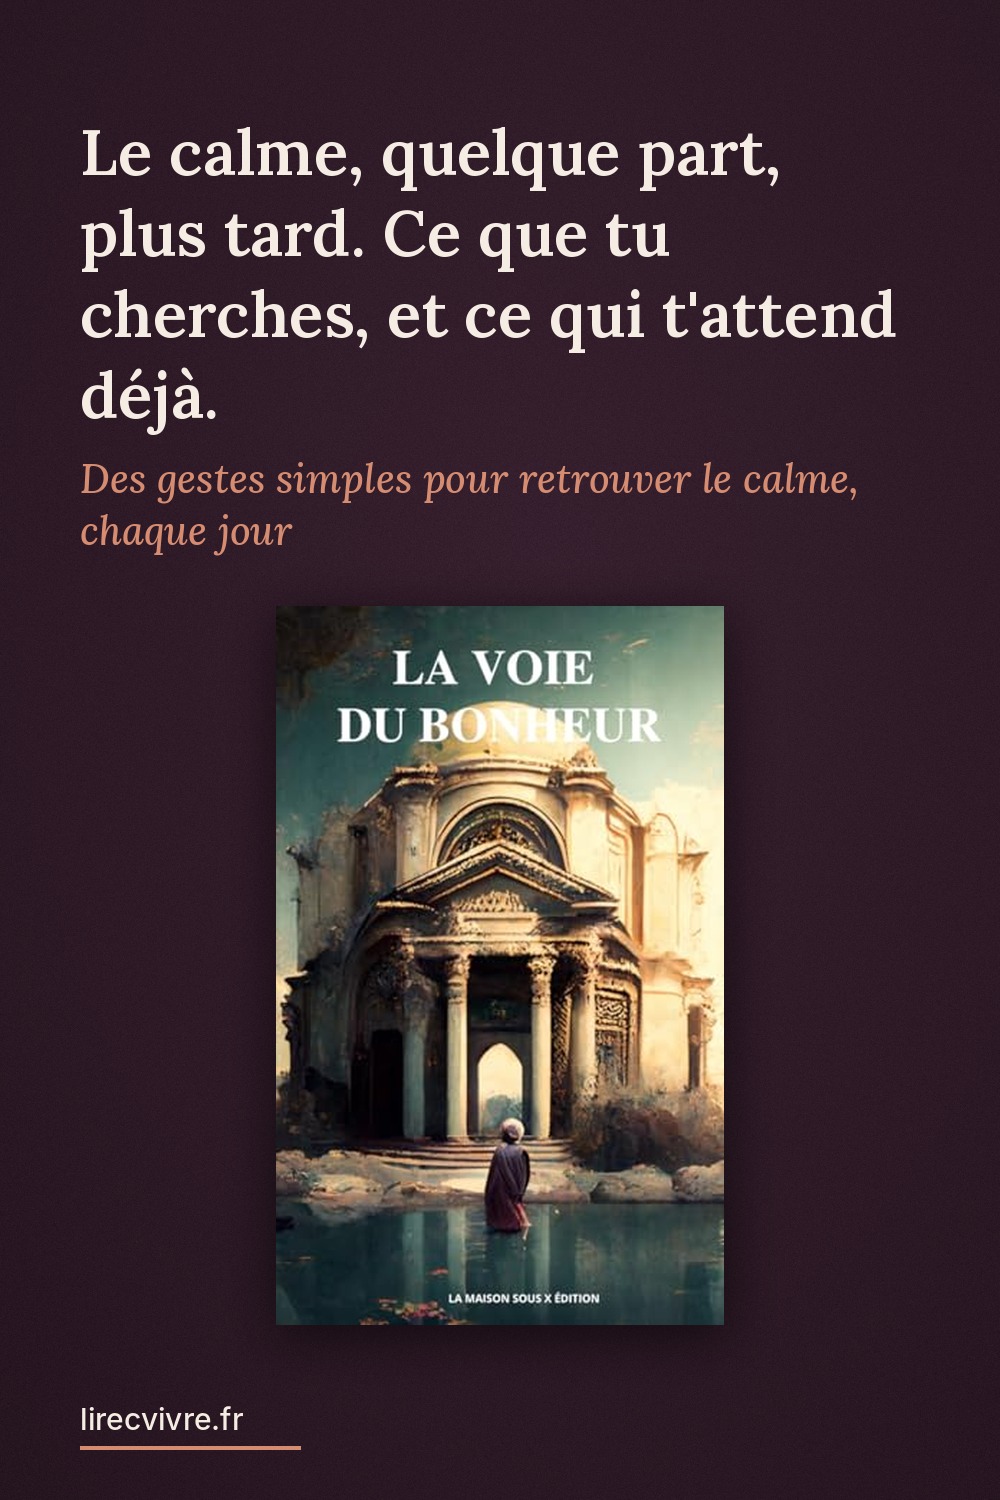 Le calme, quelque part,
plus tard. Ce que tu
cherches, et ce qui t'attend
déjà.
Des gestes simples pour retrouver le calme,
chaque jour
LA VOIE
DU BONHEUR
LA MAISON SOUS X ÉDITION
lirecvivre.fr